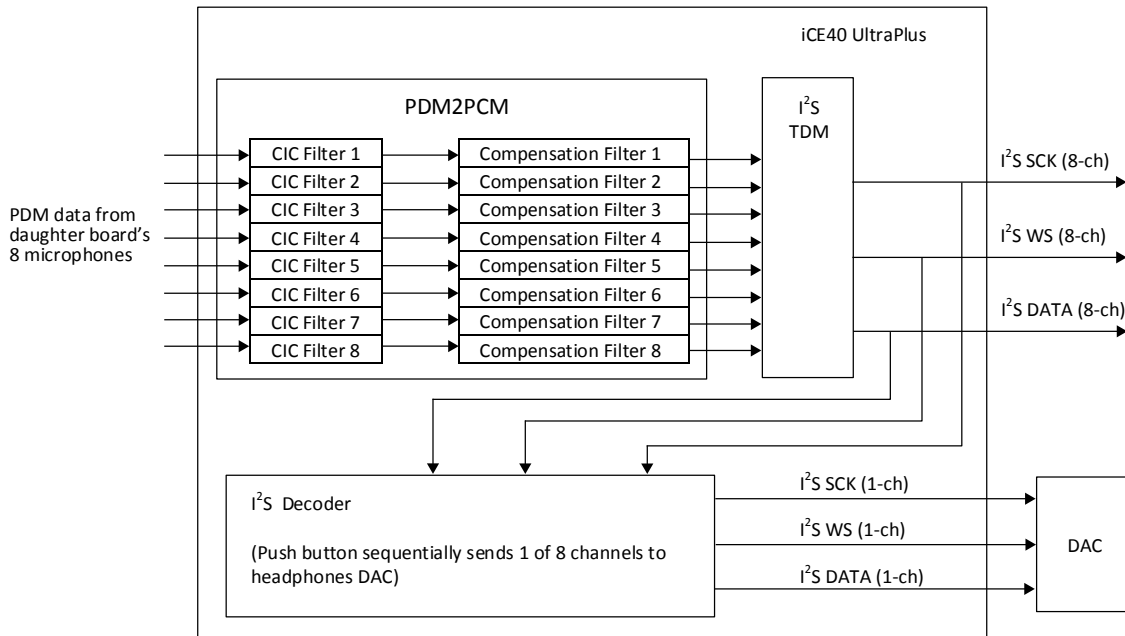 iCE40 UltraPlus
PDM2PCM
I²S
TDM
CIC Filter 1
CIC Filter 2
CIC Filter 3
CIC Filter 4
CIC Filter 5
CIC Filter 6
CIC Filter 7
CIC Filter 8
Compensation Filter 1
Compensation Filter 2
Compensation Filter 3
Compensation Filter 4
Compensation Filter 5
Compensation Filter 6
Compensation Filter 7
Compensation Filter 8
PDM data from
daughter board's
8 microphones
I²S SCK (8-ch)
I²S WS (8-ch)
I²S DATA (8-ch)
I²S Decoder
(Push button sequentially sends 1 of 8 channels to
headphones DAC)
I²S SCK (1-ch)
I²S WS (1-ch)
I²S DATA (1-ch)
DAC